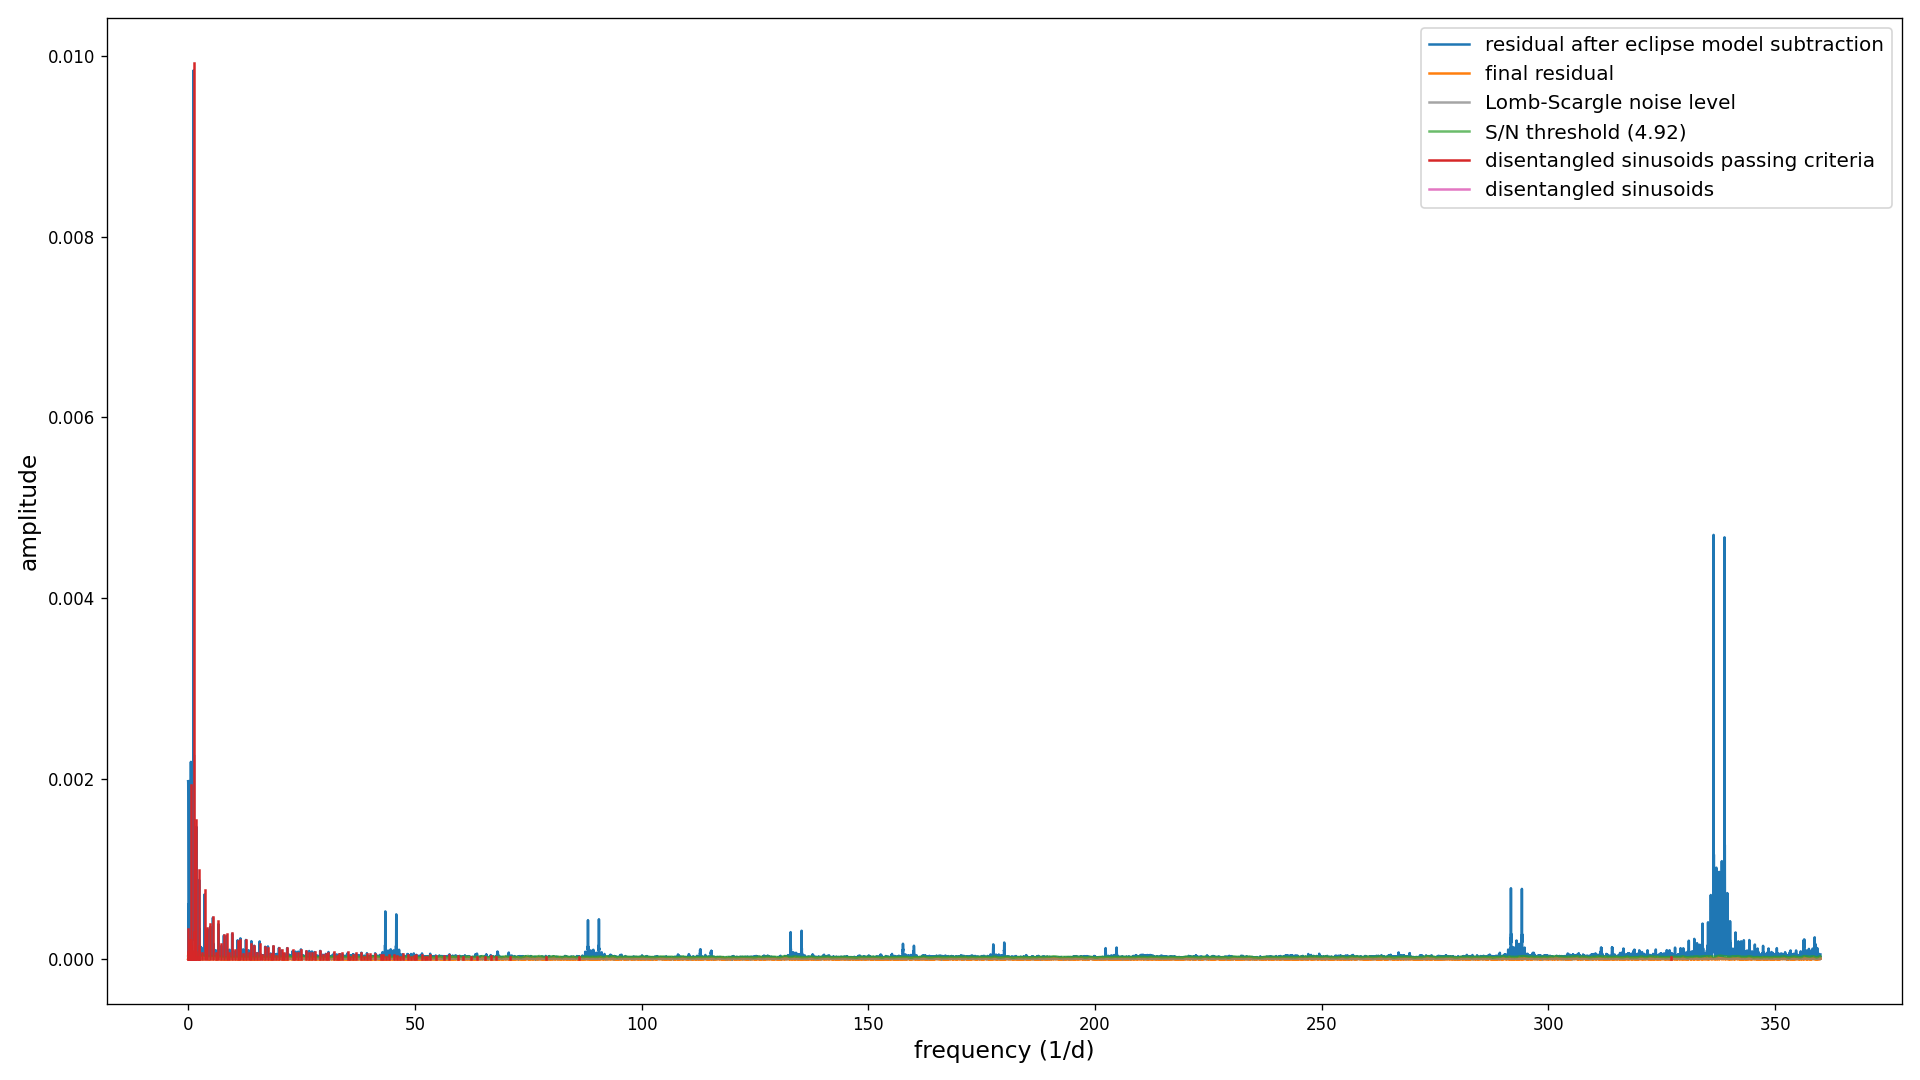 residual after eclipse model subtraction
final residual
Lomb-Scargle noise level
S/N threshold (4.92)
disentangled sinusoids passing criteria
disentangled sinusoids
0.010
0.008
0.006
0.004
0.002
0.000
amplitude
0 50 100 150 200 250 300 350
frequency (1/d)